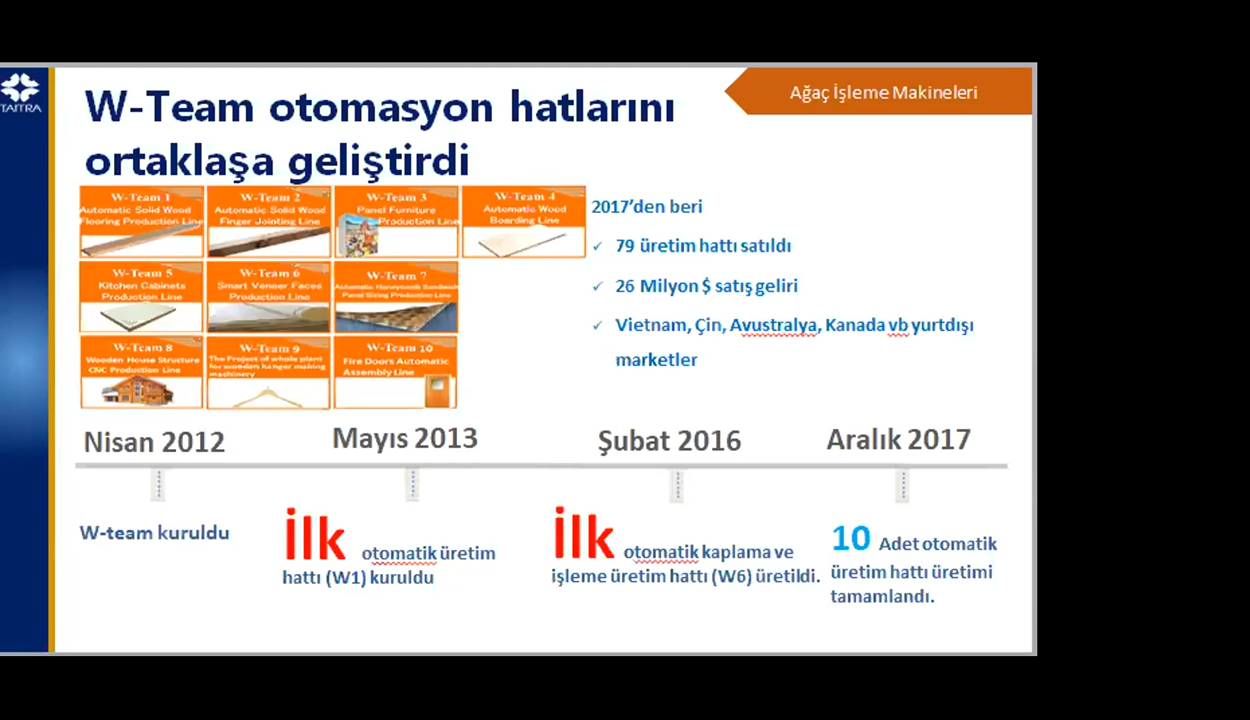 TAITRA
Ağaç İşleme Makineleri
W-Team otomasyon hatlarını
ortaklaşa geliştirdi
W-Team 1
Automatic Solid Wood
Flooring Production Line
W-Team 2
Automatic Solid Wood
Finger Jointing Line
W-Team 3
Panel Furniture
Production Line
W-Team 4
Automatic Wood
Boarding Line
W-Team 5
Kitchen Cabinets
Production Line
W-Team 6
Smart Veneer Faces
Production Line
W-Team 7
Automatic Honeycomb Sandwich
Panel Sizing Production Line
W-Team 8
Wooden House Structure
CNC Production Line
W-Team 9
The Project of whole plant
for wooden hanger making
machinery
W-Team 10
Fire Doors Automatic
Assembly Line
2017’den beri
✓ 79 üretim hattı satıldı
✓ 26 Milyon $ satış geliri
✓ Vietnam, Çin, Avustralya, Kanada vb yurtdışı
marketler
Nisan 2012
Mayıs 2013
Şubat 2016
Aralık 2017
W-team kuruldu
İlk otomatik üretim
hattı (W1) kuruldu
İlk otomatik kaplama ve
işleme üretim hattı (W6) üretildi.
10 Adet otomatik
üretim hattı üretimi
tamamlandı.